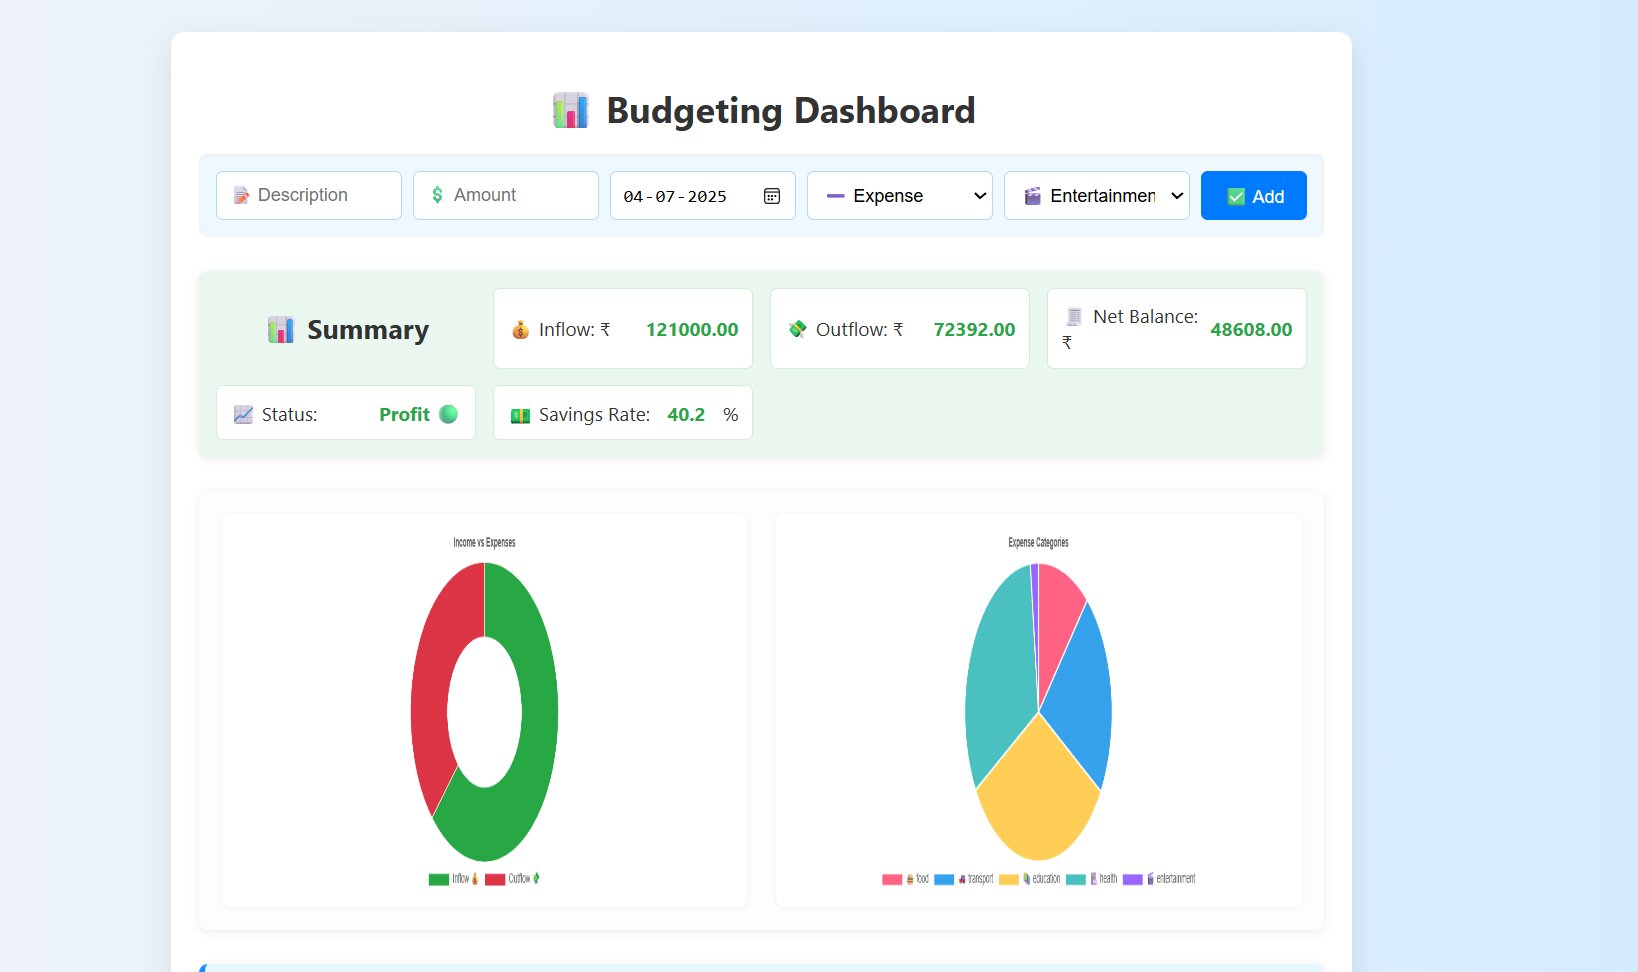 📊 Budgeting Dashboard
📝 Description
$ Amount
04-07-2025
➖ Expense
🎬 Entertainmen
✅ Add
📊 Summary
💰 Inflow: ₹ 121000.00
💸 Outflow: ₹ 72392.00
🧾 Net Balance: ₹ 48608.00
📈 Status: Profit 🟢
💵 Savings Rate: 40.2 %
Income vs Expenses
Inflow 💰 Outflow 💸
Expense Categories
🍔 food 🚗 transport 📚 education 🧾 health 🎬 entertainment